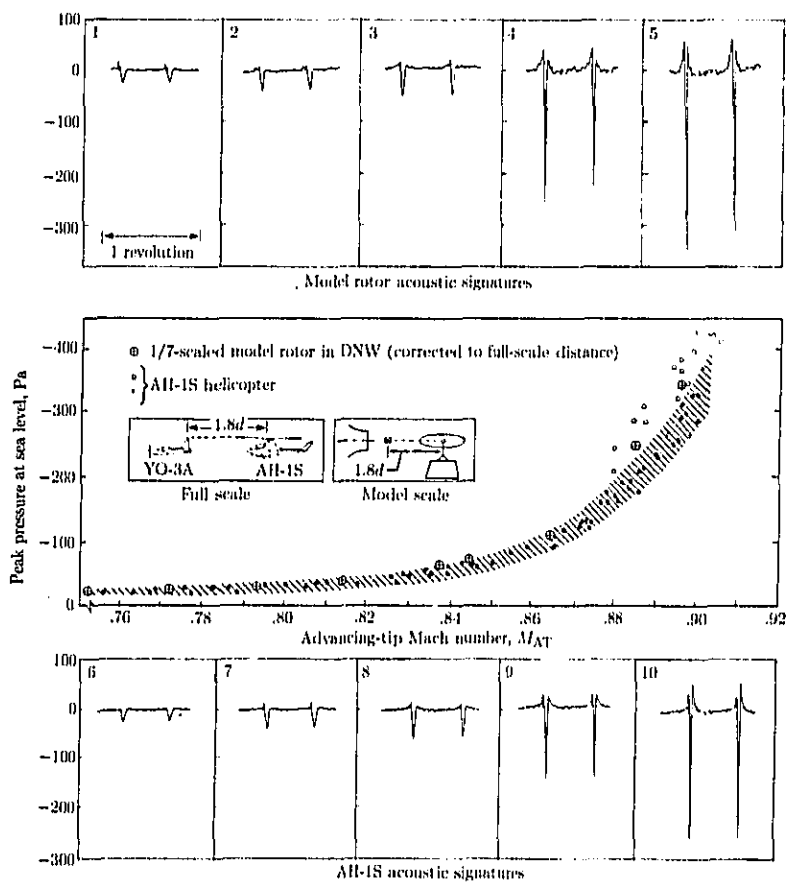 100
0
−100
−200
−300
1 2 3 4 5
1 revolution
Model rotor acoustic signatures
Peak pressure at sea level, Pa
−400
−300
−200
−100
0
⊕ 1/7-scaled model rotor in DNW (corrected to full-scale distance)
AH-1S helicopter
1.8d
YO-3A AH-1S
Full scale
1.8d
Model scale
.76 .78 .80 .82 .84 .86 .88 .90 .92
Advancing-tip Mach number, M_AT
100
0
−100
−200
−300
6 7 8 9 10
AH-1S acoustic signatures